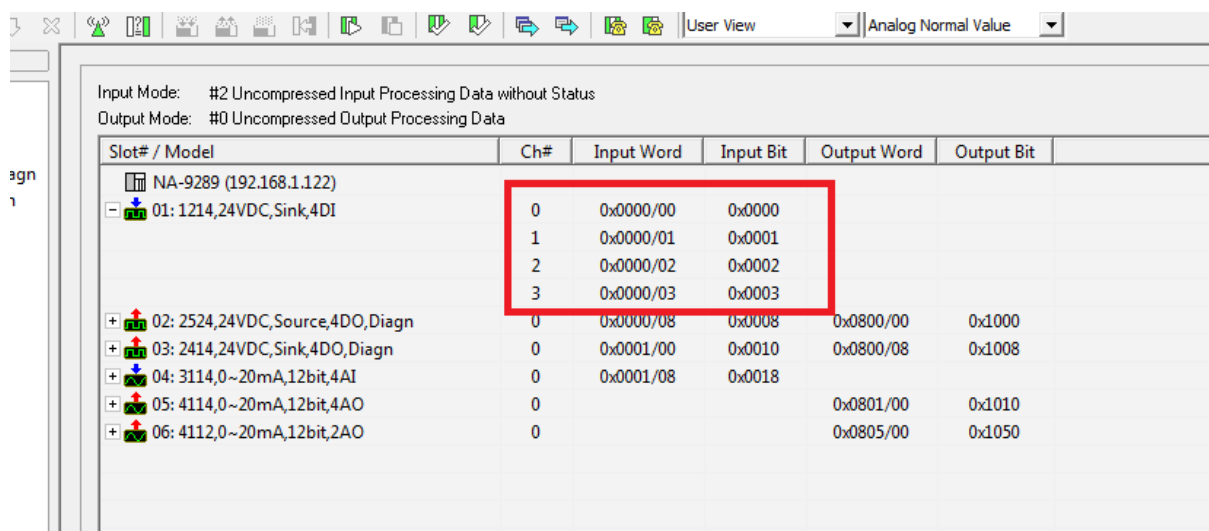 User View Analog Normal Value
Input Mode: #2 Uncompressed Input Processing Data without Status
Output Mode: #0 Uncompressed Output Processing Data
Slot# / Model Ch# Input Word Input Bit Output Word Output Bit
agn NA-9289 (192.168.1.122)
01: 1214,24VDC,Sink,4DI 0 0x0000/00 0x0000
1 0x0000/01 0x0001
2 0x0000/02 0x0002
3 0x0000/03 0x0003
02: 2524,24VDC,Source,4DO,Diagn 0 0x0000/08 0x0008 0x0800/00 0x1000
03: 2414,24VDC,Sink,4DO,Diagn 0 0x0001/00 0x0010 0x0800/08 0x1008
04: 3114,0~20mA,12bit,4AI 0 0x0001/08 0x0018
05: 4114,0~20mA,12bit,4AO 0 0x0801/00 0x1010
06: 4112,0~20mA,12bit,2AO 0 0x0805/00 0x1050